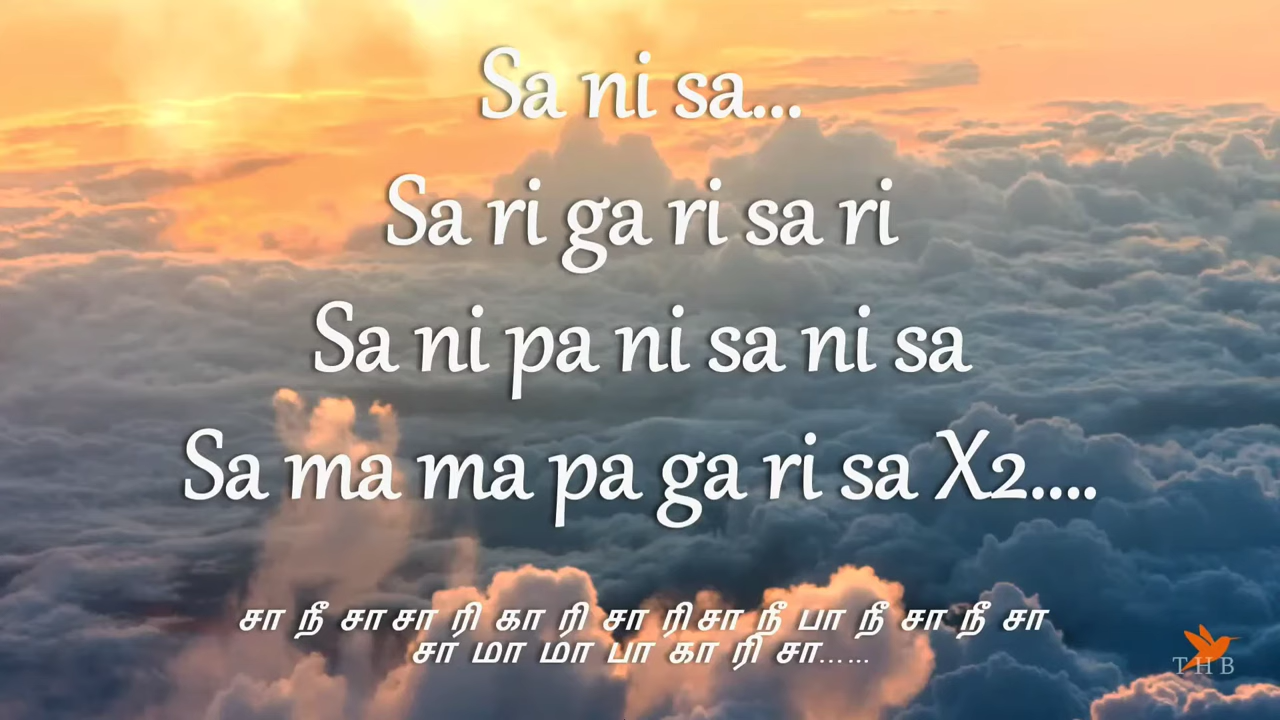 Sa ni sa...
Sa ri ga ri sa ri
Sa ni pa ni sa ni sa
Sa ma ma pa ga ri sa X2....
சா நீ சாசா ரி கா ரி சா ரிசா நீ பா நீ சா நீ சா
சா மா மா பா கா ரி சா......
THB